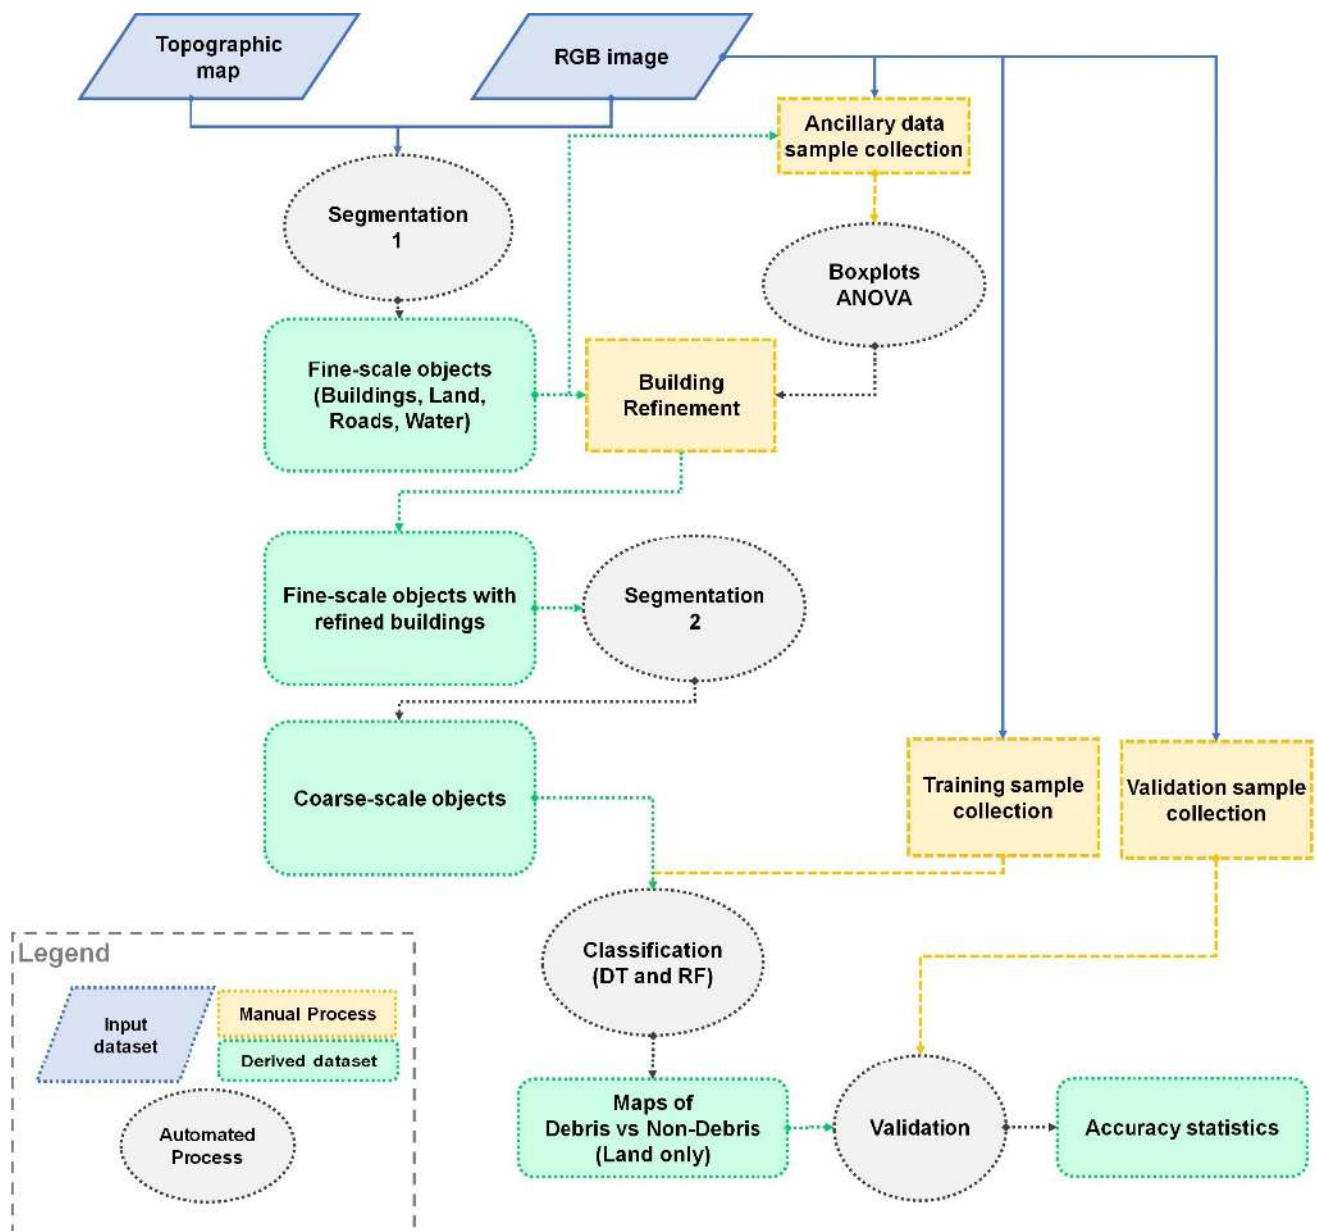 Topographic
map
RGB image
Ancillary data
sample collection
Segmentation
1
Boxplots
ANOVA
Fine-scale objects
(Buildings, Land,
Roads, Water)
Building
Refinement
Fine-scale objects with
refined buildings
Segmentation
2
Coarse-scale objects
Training sample
collection
Validation sample
collection
Classification
(DT and RF)
Maps of
Debris vs Non-Debris
(Land only)
Validation
Accuracy statistics
Legend
Input
dataset
Manual Process
Derived dataset
Automated
Process